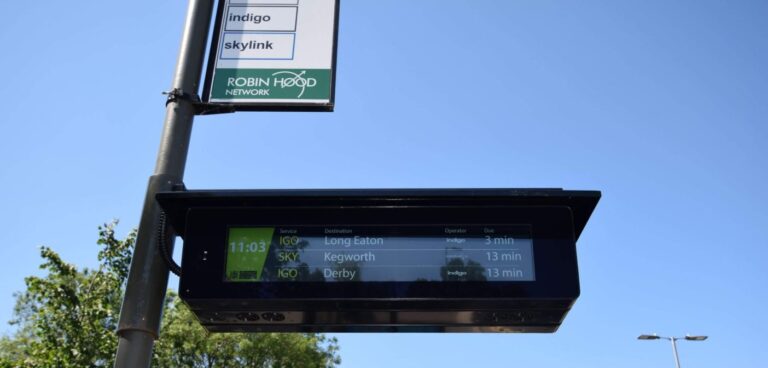 indigo
skylink
ROBIN HOOD
NETWORK
Service Destination Operator Due
11:03
IGO Long Eaton indigo 3 min
SKY Kegworth 13 min
IGO Derby indigo 13 min